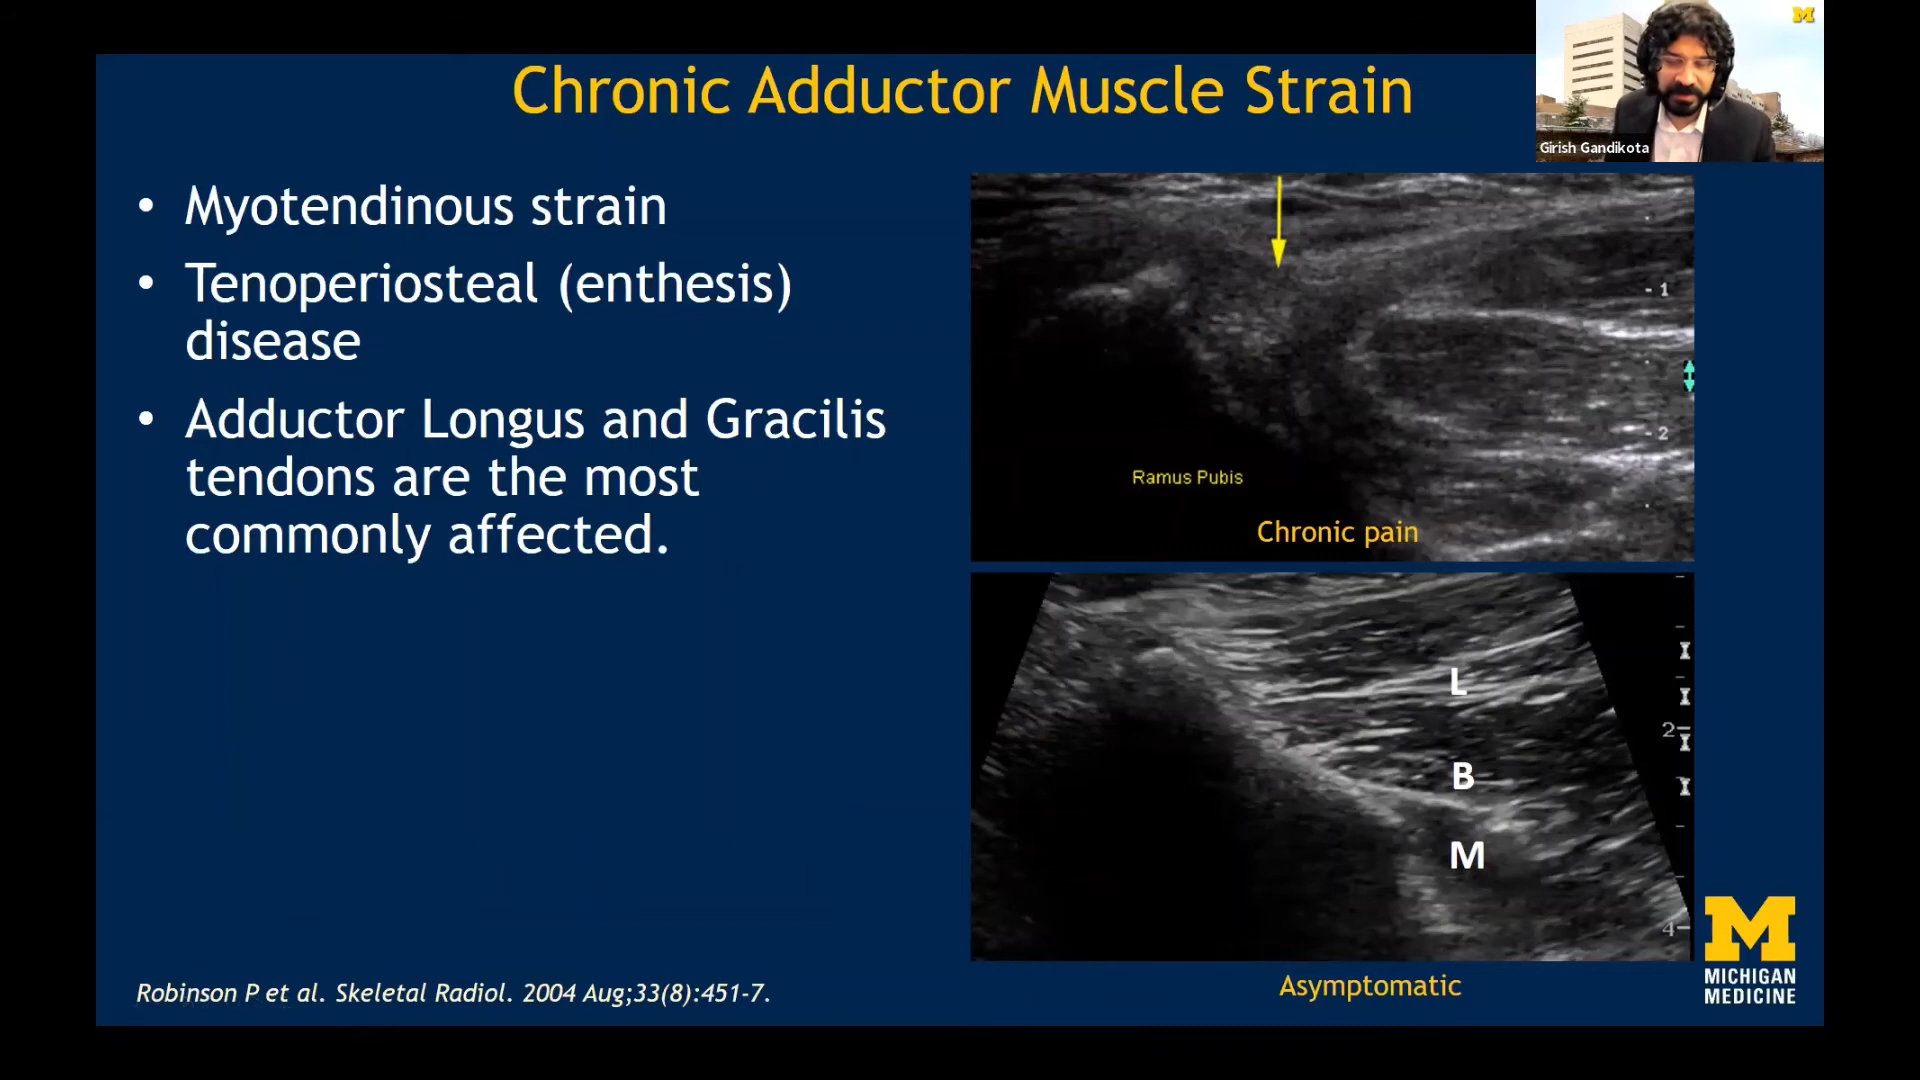 Chronic Adductor Muscle Strain
M
Girish Gandikota
• Myotendinous strain
• Tenoperiosteal (enthesis)
disease
• Adductor Longus and Gracilis
tendons are the most
commonly affected.
- 1
- 2
Ramus Pubis
Chronic pain
L
2
B
M
4
Asymptomatic
M
MICHIGAN
MEDICINE
Robinson P et al. Skeletal Radiol. 2004 Aug;33(8):451-7.